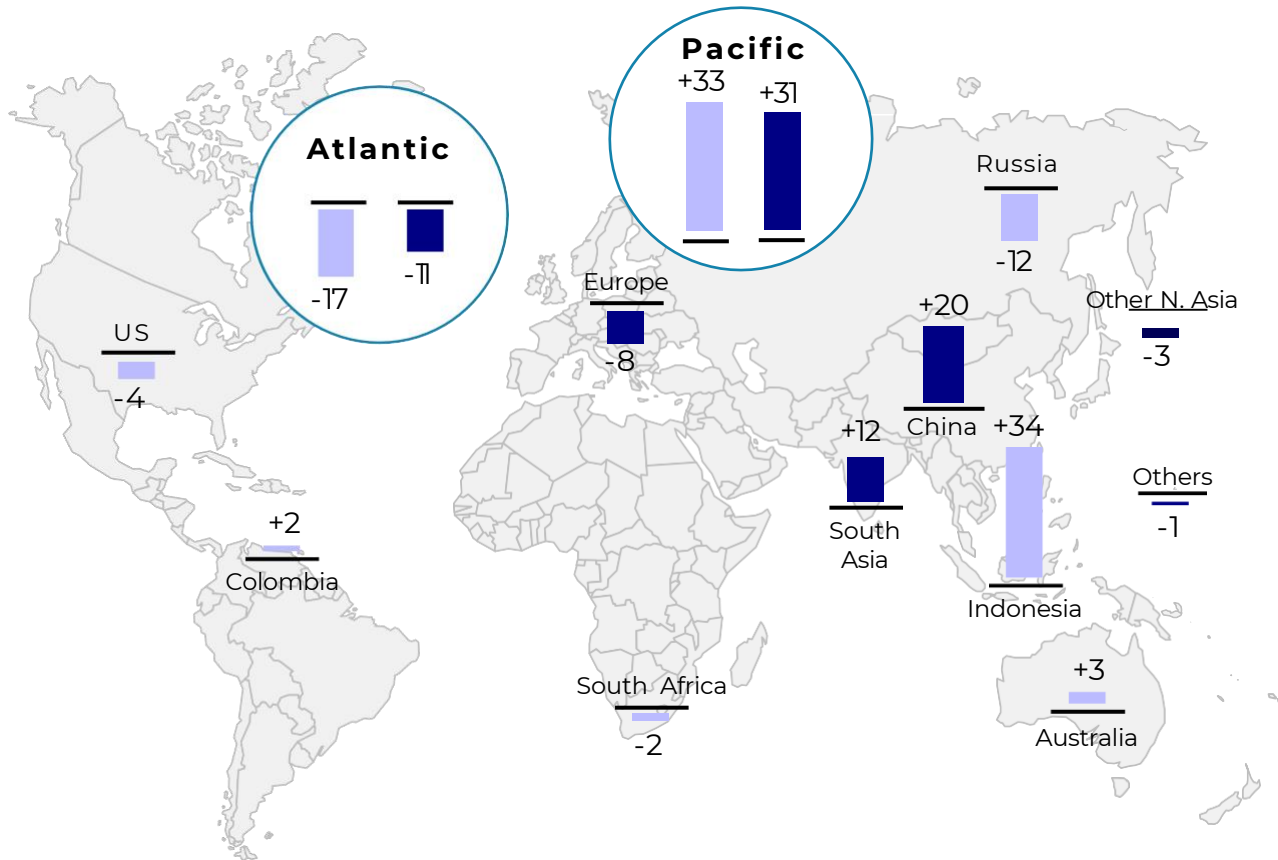 Pacific
+33
+31
Atlantic
-17
-11
Russia
-12
Europe
-8
Other N. Asia
-3
+20
China
US
-4
+12
South
Asia
+34
Indonesia
Others
-1
+2
Colombia
South Africa
-2
+3
Australia